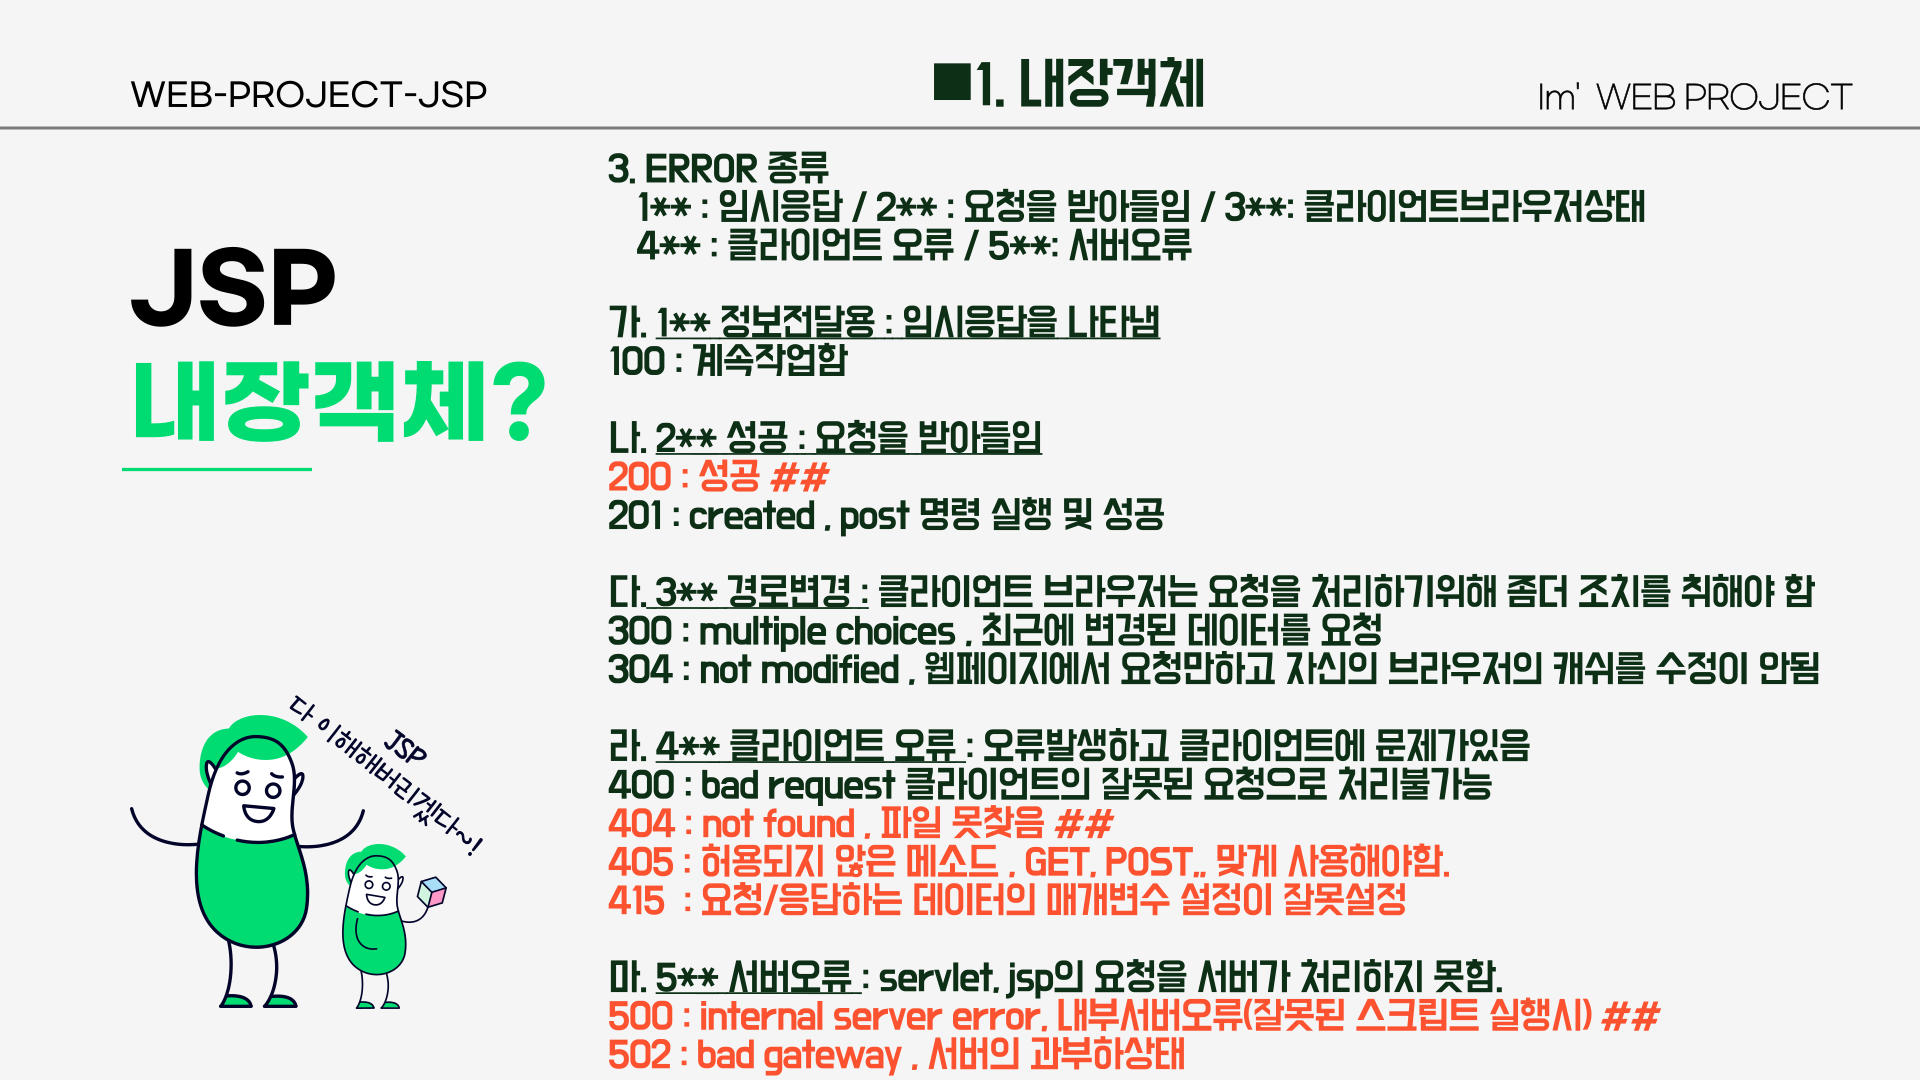 WEB-PROJECT-JSP
■1. 내장객체
Im' WEB PROJECT
JSP
내장객체?
3. ERROR 종류
1** : 임시응답 / 2** : 요청을 받아들임 / 3**: 클라이언트브라우저상태
4** : 클라이언트 오류 / 5**: 서버오류
가. 1** 정보전달용 : 임시응답을 나타냄
100 : 계속작업함
나. 2** 성공 : 요청을 받아들임
200 : 성공 ##
201 : created , post 명령 실행 및 성공
다. 3** 경로변경 : 클라이언트 브라우저는 요청을 처리하기위해 좀더 조치를 취해야 함
300 : multiple choices , 최근에 변경된 데이터를 요청
304 : not modified , 웹페이지에서 요청만하고 자신의 브라우저의 캐쉬를 수정이 안됨
라. 4** 클라이언트 오류 : 오류발생하고 클라이언트에 문제가있음
400 : bad request 클라이언트의 잘못된 요청으로 처리불가능
404 : not found , 파일 못찾음 ##
405 : 허용되지 않은 메소드 , GET, POST,, 맞게 사용해야함.
415 : 요청/응답하는 데이터의 매개변수 설정이 잘못설정
마. 5** 서버오류 : servlet, jsp의 요청을 서버가 처리하지 못함.
500 : internal server error, 내부서버오류(잘못된 스크립트 실행시) ##
502 : bad gateway , 서버의 과부하상태
JSP
다 이해해버리겠다~!